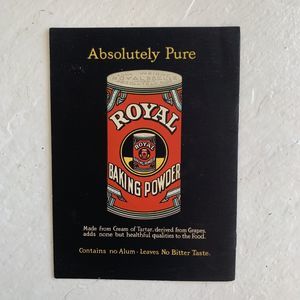 Absolutely Pure
ROYAL
ROYAL
BAKING POWDER
Made from Cream of Tartar, derived from Grapes,
adds none but healthful qualities to the Food.
Contains no Alum - Leaves No Bitter Taste.